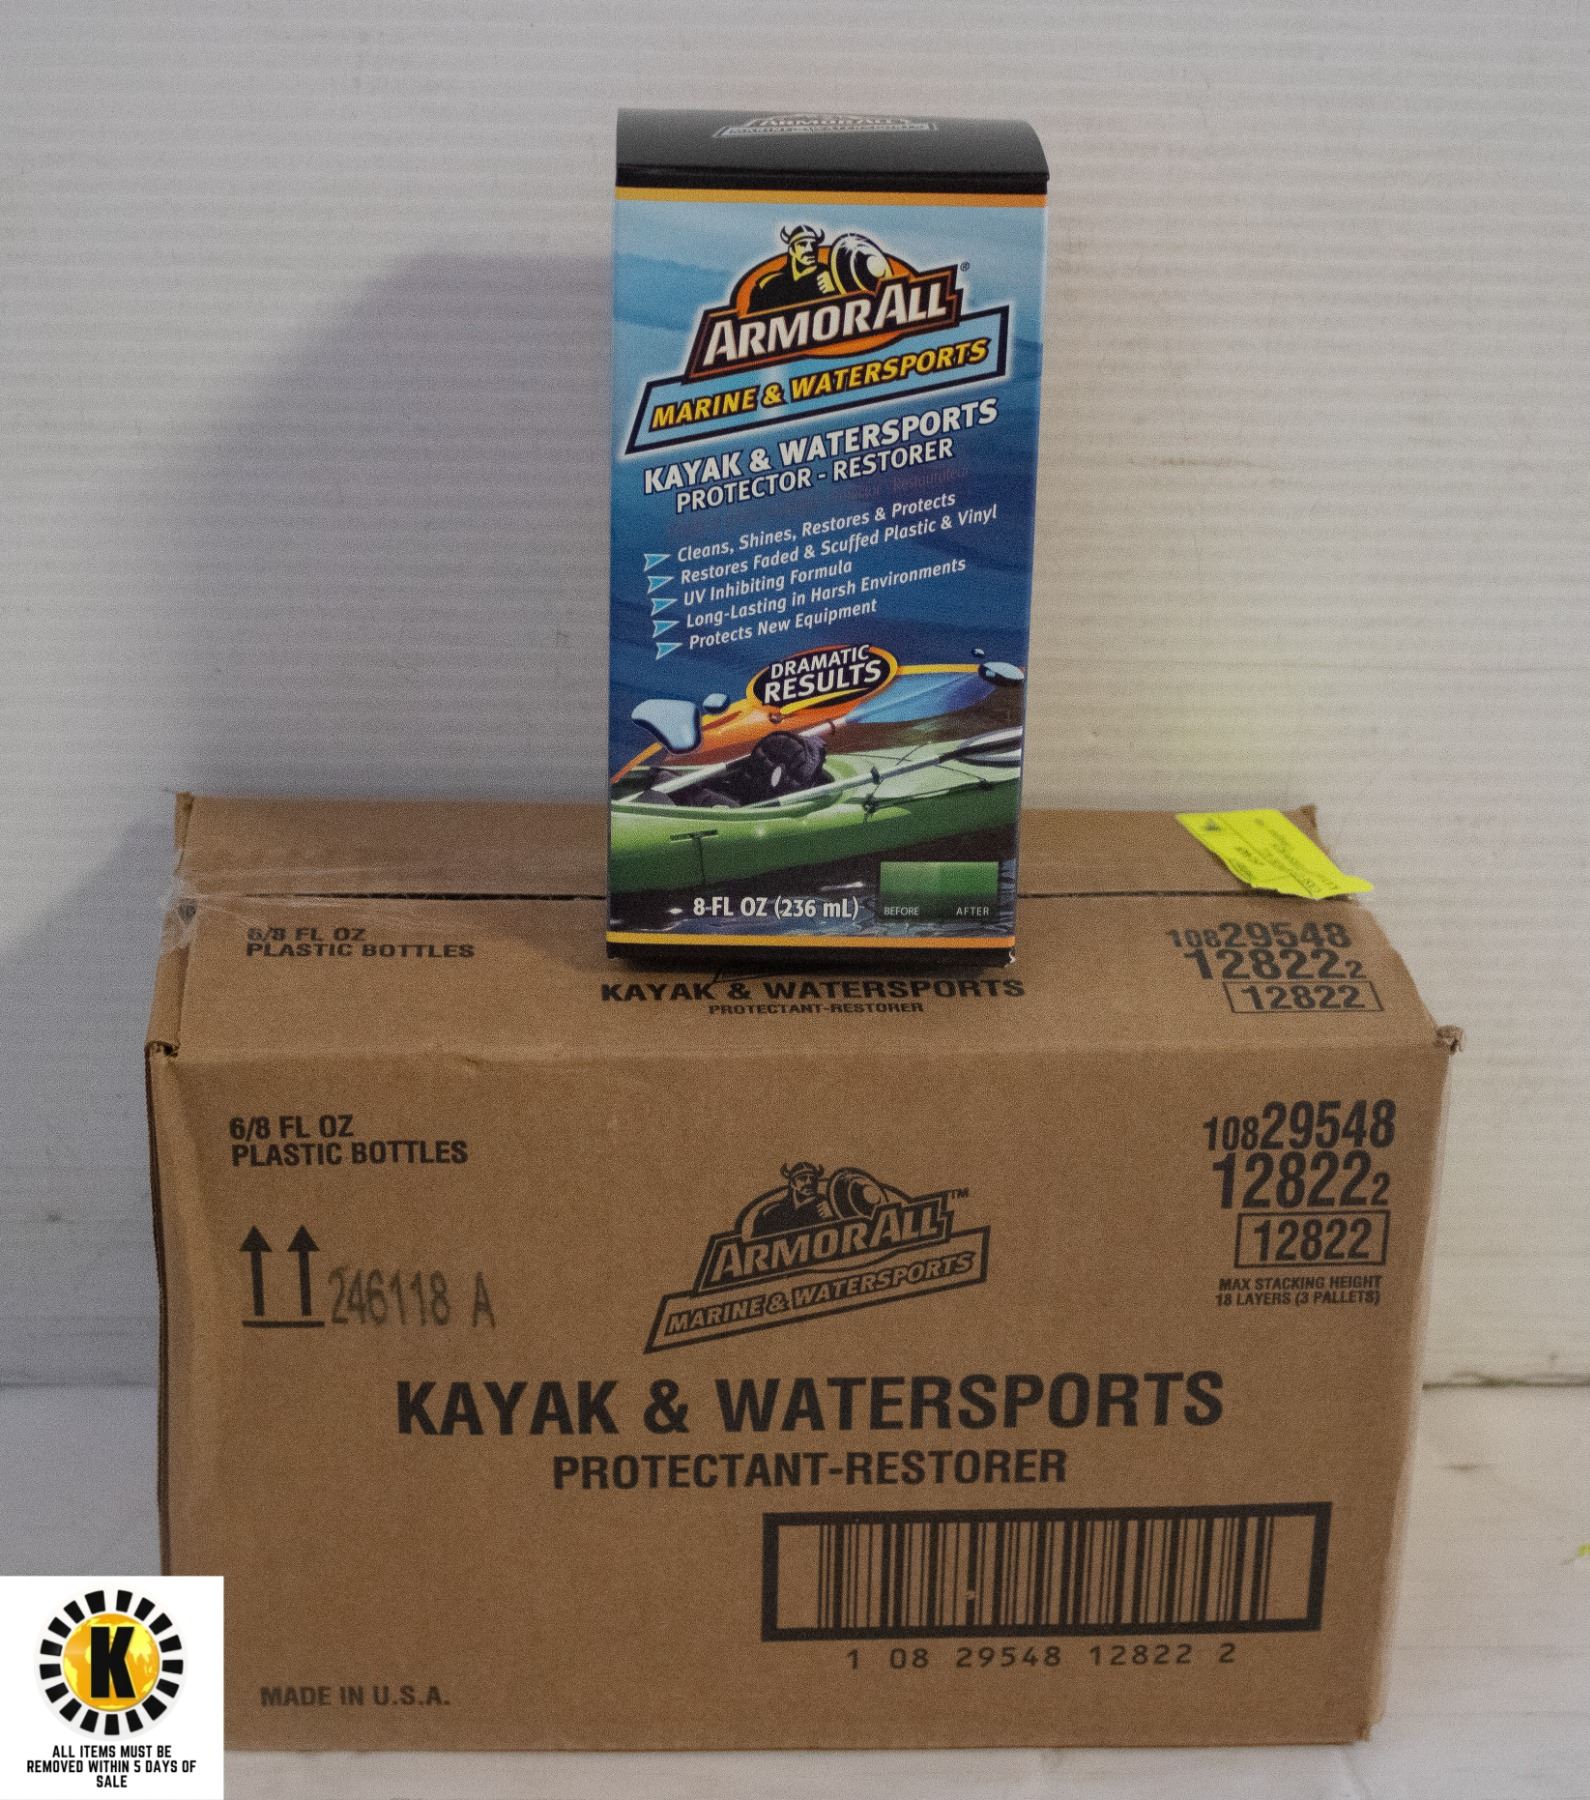 ARMOR ALL
MARINE & WATERSPORTS
KAYAK & WATERSPORTS
PROTECTOR - RESTORER
Cleans, Shines, Restores & Protects
Restores Faded & Scuffed Plastic & Vinyl
UV Inhibiting Formula
Long-Lasting in Harsh Environments
Protects New Equipment
DRAMATIC
RESULTS
8-FL OZ (236 mL)
BEFORE AFTER
6/8 FL OZ
PLASTIC BOTTLES
KAYAK & WATERSPORTS
PROTECTANT-RESTORER
10829548
128222
12822
6/8 FL OZ
PLASTIC BOTTLES
246118 A
ARMOR ALL™
MARINE & WATERSPORTS
10829548
128222
12822
MAX STACKING HEIGHT
18 LAYERS (3 PALLETS)
KAYAK & WATERSPORTS
PROTECTANT-RESTORER
1 08 29548 12822 2
MADE IN U.S.A.
K
ALL ITEMS MUST BE
REMOVED WITHIN 5 DAYS OF
SALE